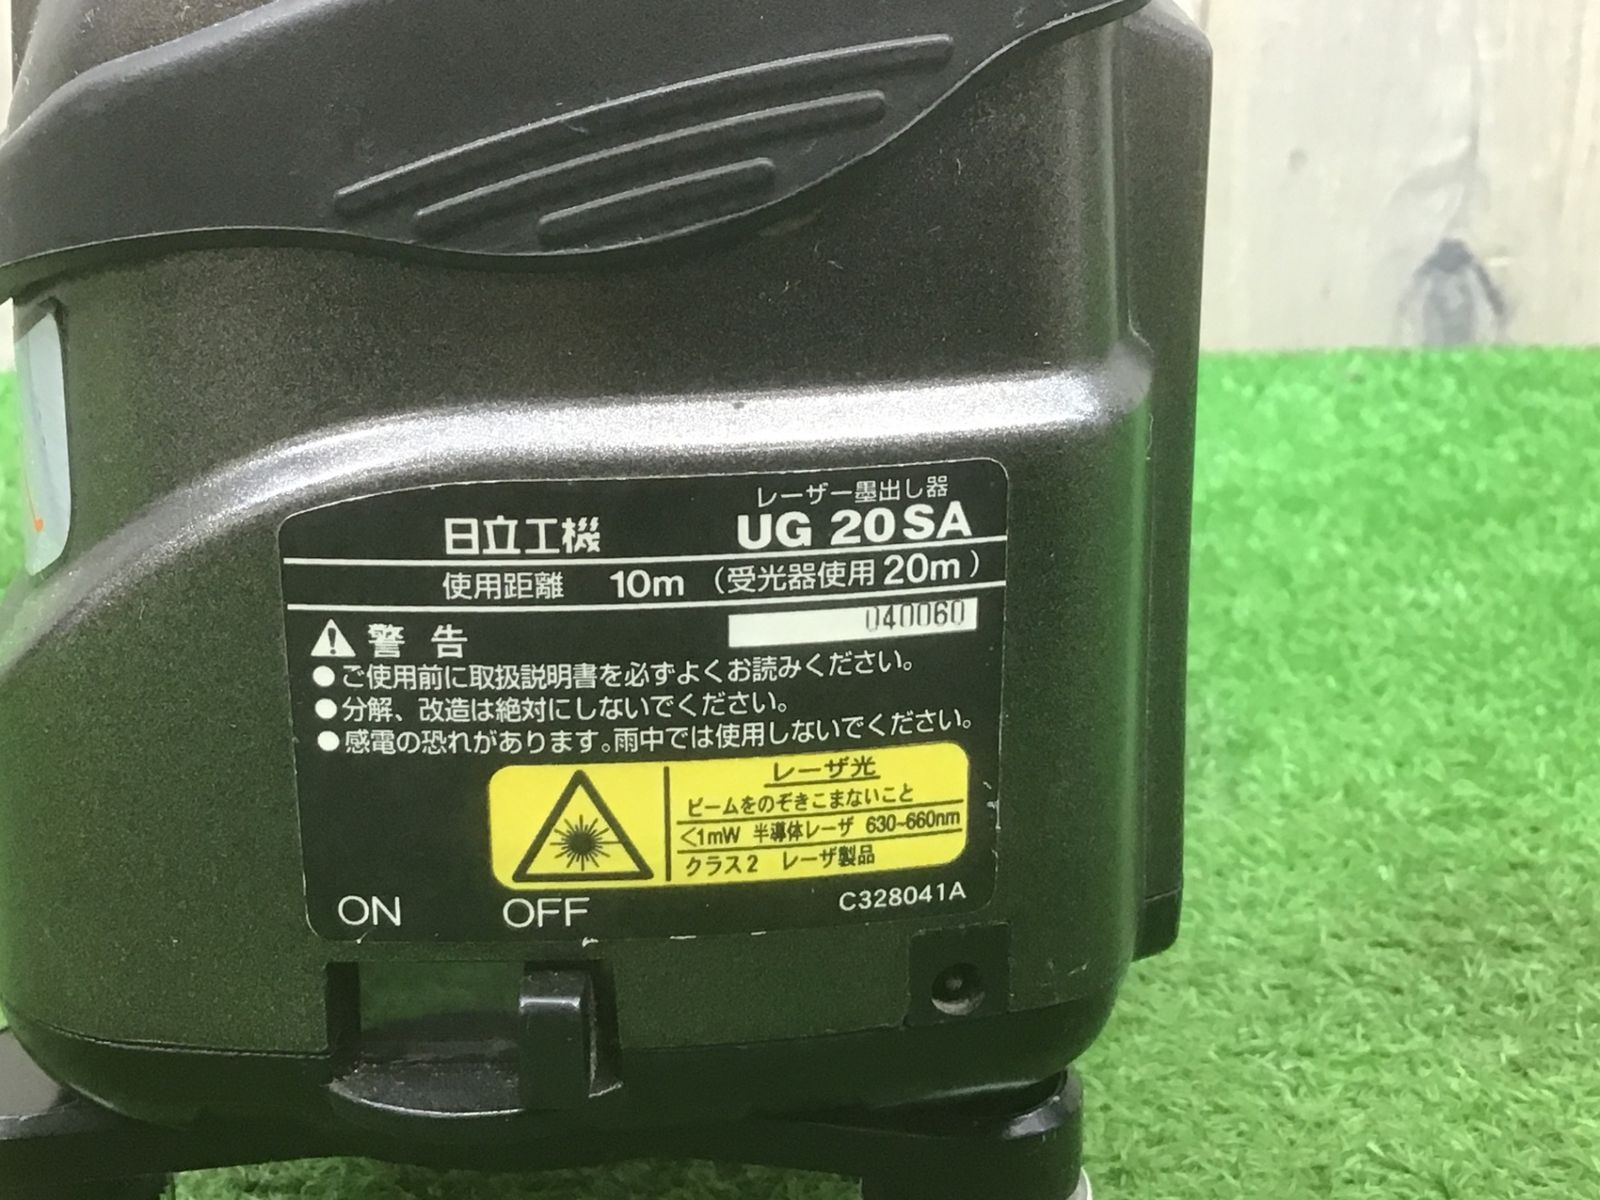 レーザー墨出し器
日立工機 UG 20SA
使用距離 10m (受光器使用 20m)
040060
警告
●ご使用前に取扱説明書を必ずよくお読みください。
●分解、改造は絶対にしないでください。
●感電の恐れがあります。雨中では使用しないでください。
レーザ光
ビームをのぞきこまないこと
<1mW 半導体レーザ 630~660nm
クラス2 レーザ製品
C328041A
ON OFF